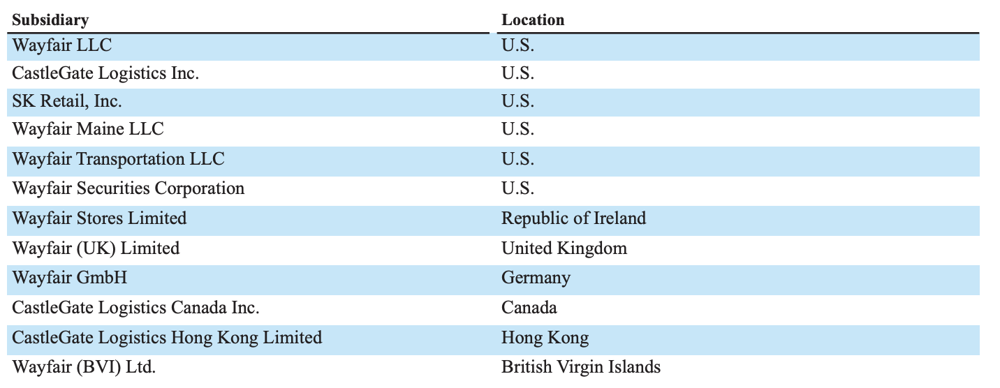 Subsidiary Location
Wayfair LLC U.S.
CastleGate Logistics Inc. U.S.
SK Retail, Inc. U.S.
Wayfair Maine LLC U.S.
Wayfair Transportation LLC U.S.
Wayfair Securities Corporation U.S.
Wayfair Stores Limited Republic of Ireland
Wayfair (UK) Limited United Kingdom
Wayfair GmbH Germany
CastleGate Logistics Canada Inc. Canada
CastleGate Logistics Hong Kong Limited Hong Kong
Wayfair (BVI) Ltd. British Virgin Islands